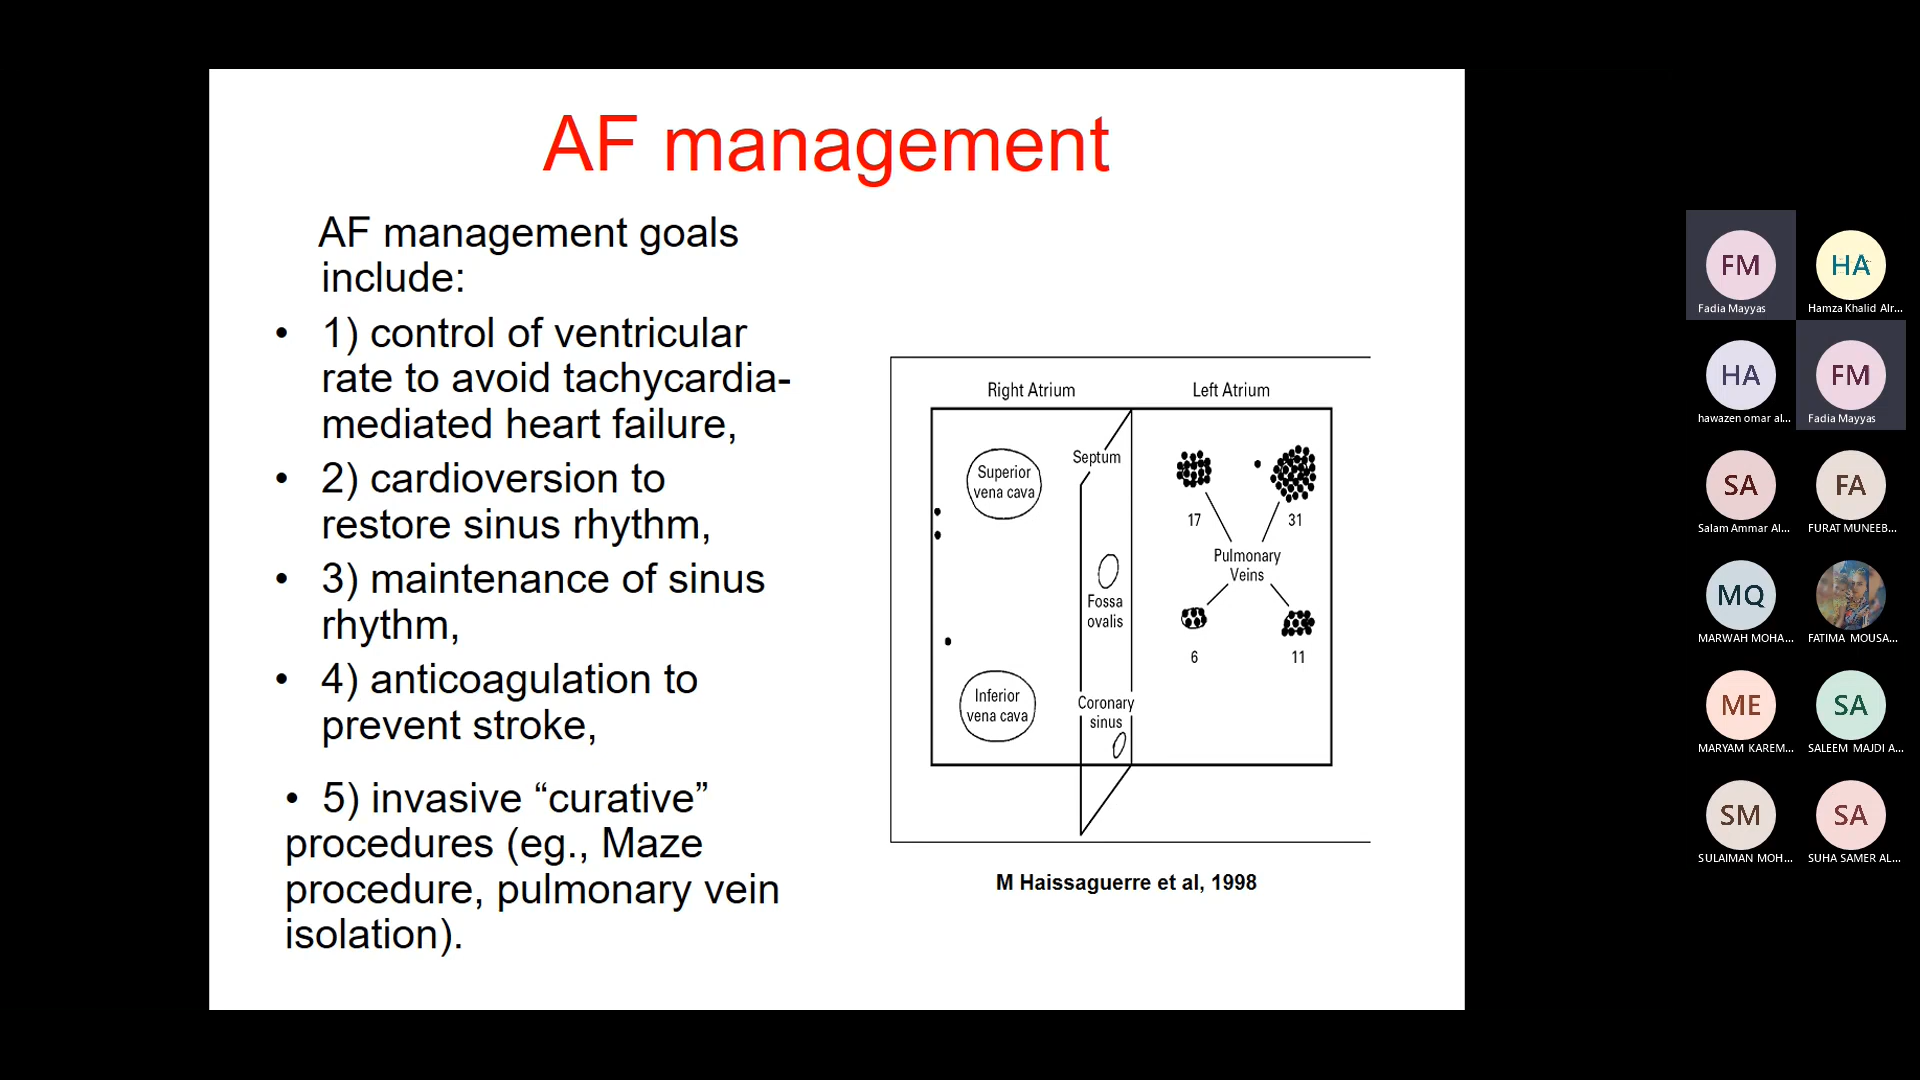 AF management
AF management goals
include:
• 1) control of ventricular
rate to avoid tachycardia-
mediated heart failure,
• 2) cardioversion to
restore sinus rhythm,
• 3) maintenance of sinus
rhythm,
• 4) anticoagulation to
prevent stroke,
• 5) invasive “curative”
procedures (eg., Maze
procedure, pulmonary vein
isolation).
Right Atrium
Left Atrium
Superior
vena cava
Septum
17
31
Pulmonary
Veins
Fossa
ovalis
6
11
Inferior
vena cava
Coronary
sinus
M Haissaguerre et al, 1998
FM
Fadia Mayyas
HA
Hamza Khalid Alr...
HA
hawazen omar al...
FM
Fadia Mayyas
SA
Salam Ammar Al...
FA
FURAT MUNEEB...
MQ
MARWAH MOHA...
FATIMA MOUSA...
ME
MARYAM KAREM...
SA
SALEEM MAJDI A...
SM
SULAIMAN MOH...
SA
SUHA SAMER AL...